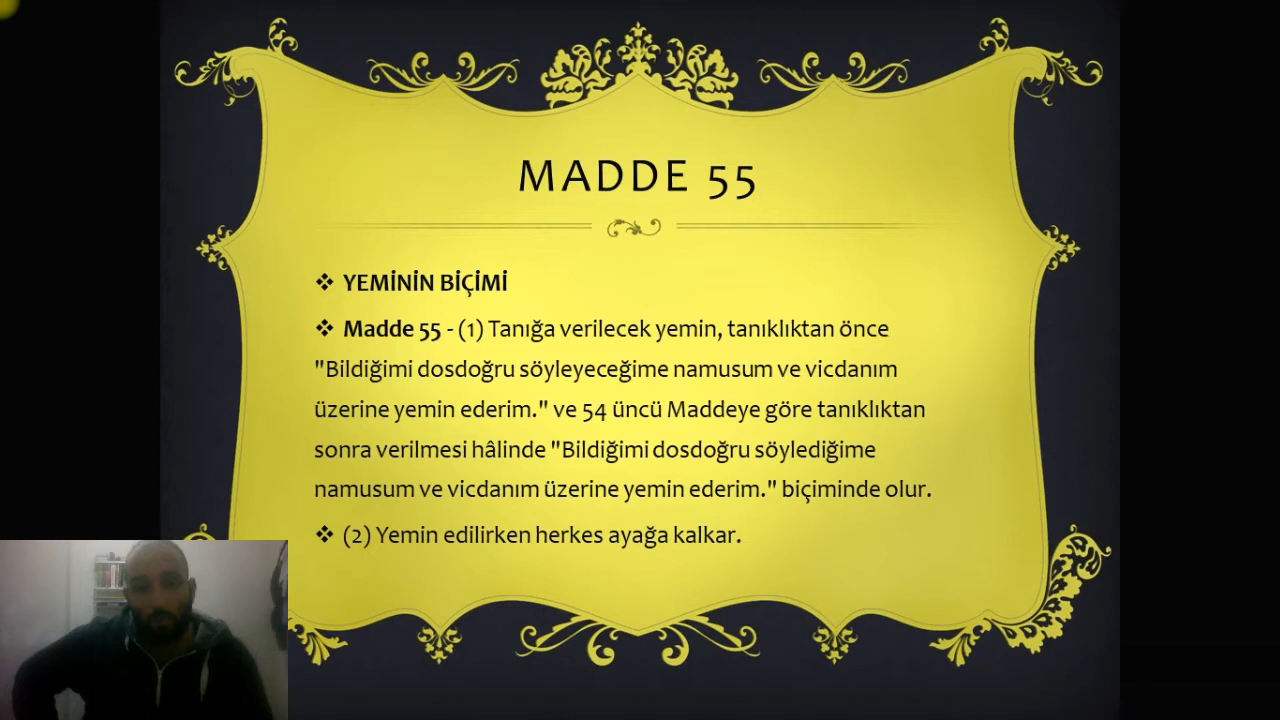 MADDE 55
❖ YEMİNİN BİÇİMİ
❖ Madde 55 - (1) Tanığa verilecek yemin, tanıklıktan önce
"Bildiğimi dosdoğru söyleyeceğime namusum ve vicdanım
üzerine yemin ederim." ve 54 üncü Maddeye göre tanıklıktan
sonra verilmesi hâlinde "Bildiğimi dosdoğru söylediğime
namusum ve vicdanım üzerine yemin ederim." biçiminde olur.
❖ (2) Yemin edilirken herkes ayağa kalkar.